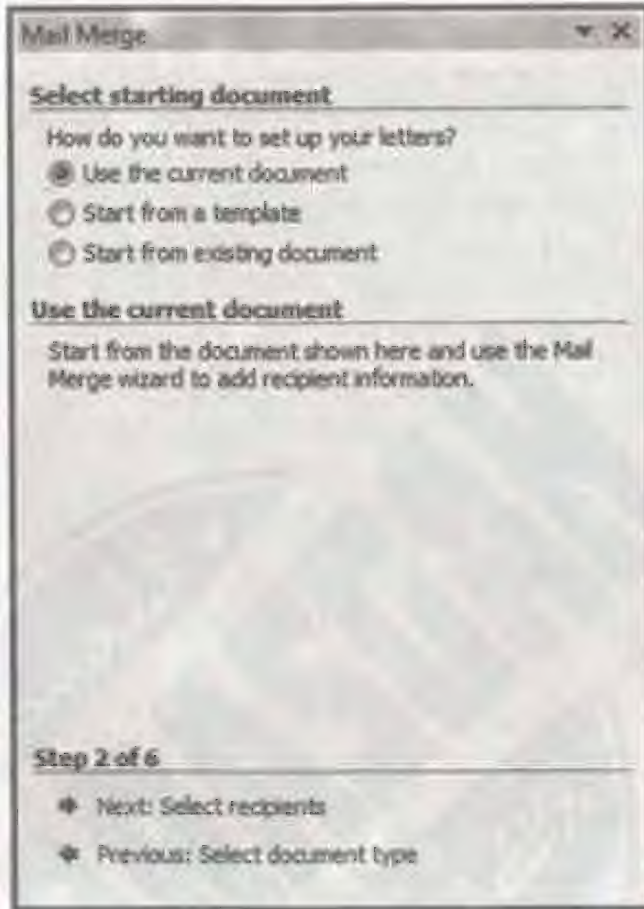 Mail Merge
Select starting document
How do you want to set up your letters?
Use the current document
Start from a template
Start from existing document
Use the current document
Start from the document shown here and use the Mail
Merge wizard to add recipient information.
Step 2 of 6
Next: Select recipients
Previous: Select document type